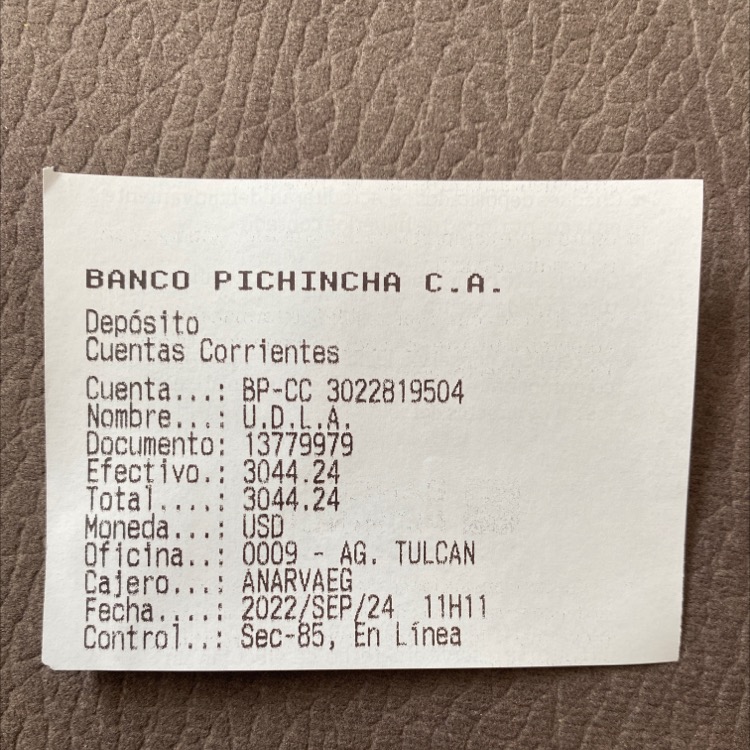 BANCO PICHINCHA C.A.
Depósito
Cuentas Corrientes
Cuenta...: BP-CC 3022819504
Nombre...: U.D.L.A.
Documento: 13779979
Efectivo.: 3044.24
Total....: 3044.24
Moneda...: USD
Oficina..: 0009 - AG. TULCAN
Cajero...: ANARVAEG
Fecha....: 2022/SEP/24 11H11
Control..: Sec-85, En Línea